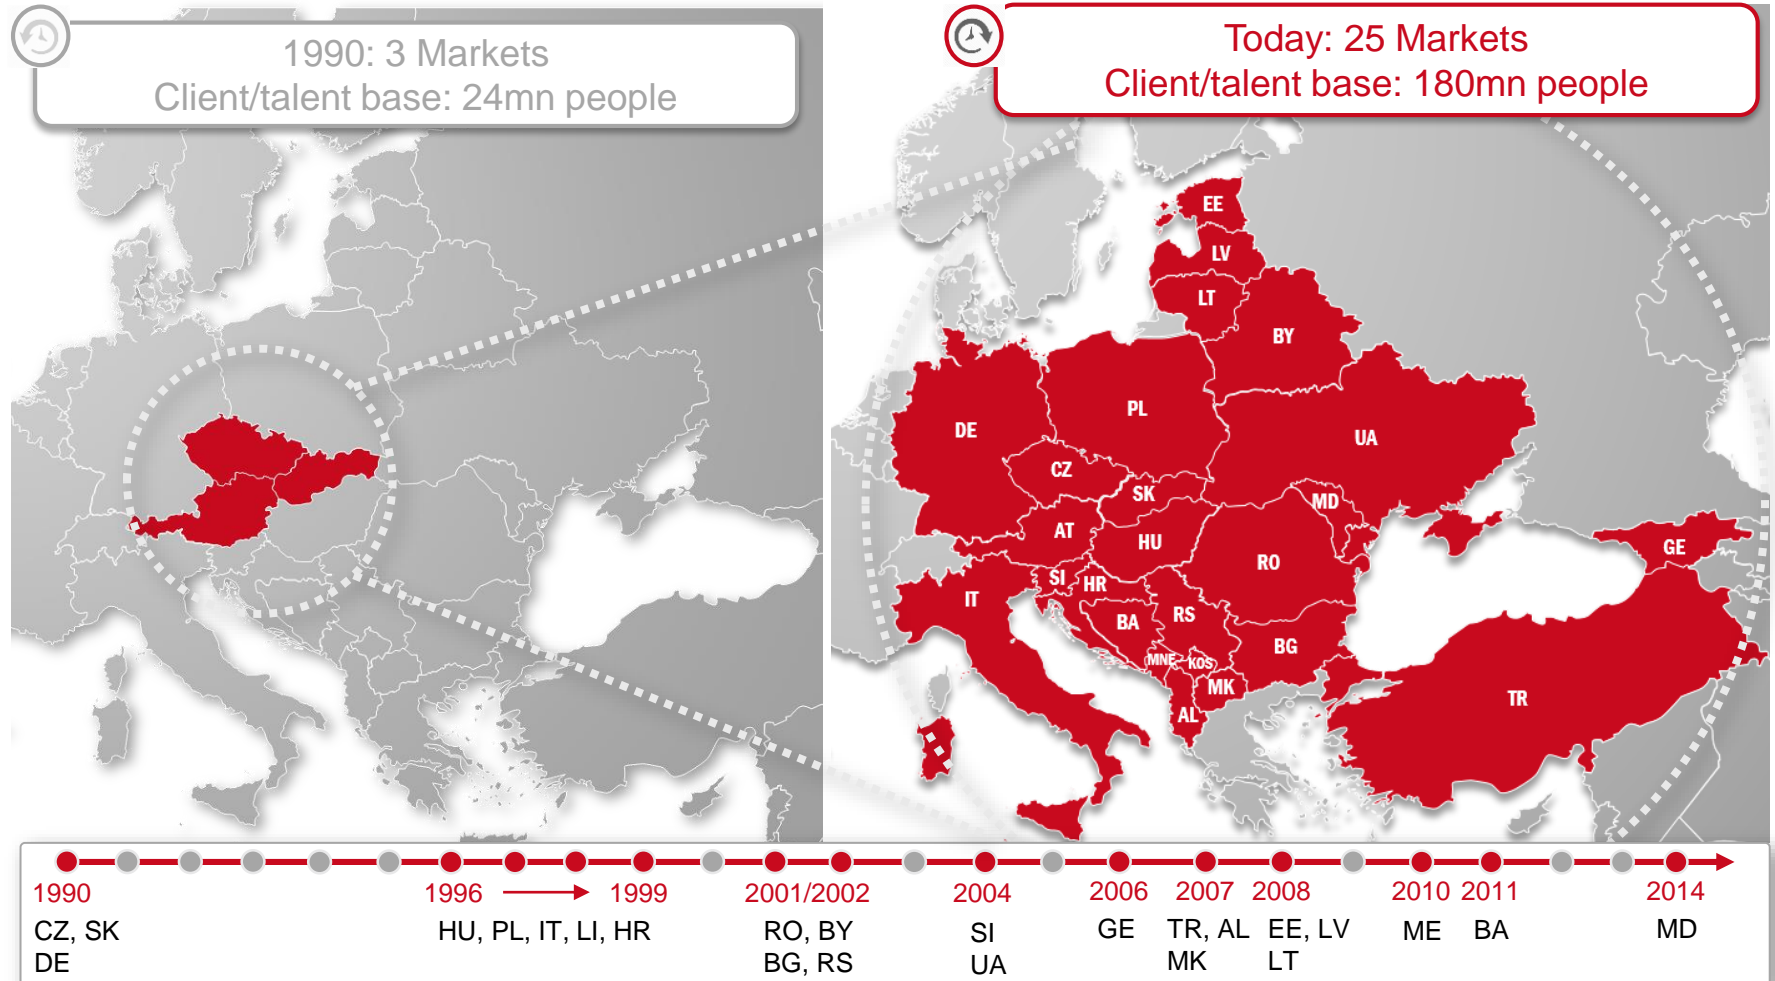 1990: 3 Markets
Client/talent base: 24mn people
Today: 25 Markets
Client/talent base: 180mn people
EE
LV
LT
BY
PL
DE
UA
CZ
SK
MD
AT
HU
GE
RO
SI
HR
IT
BA
RS
BG
MNE
KOS
MK
AL
TR
1990
1996
1999
2001/2002
2004
2006
2007
2008
2010
2011
2014
CZ, SK
DE
HU, PL, IT, LI, HR
RO, BY
BG, RS
SI
UA
GE
TR, AL
MK
EE, LV
LT
ME
BA
MD